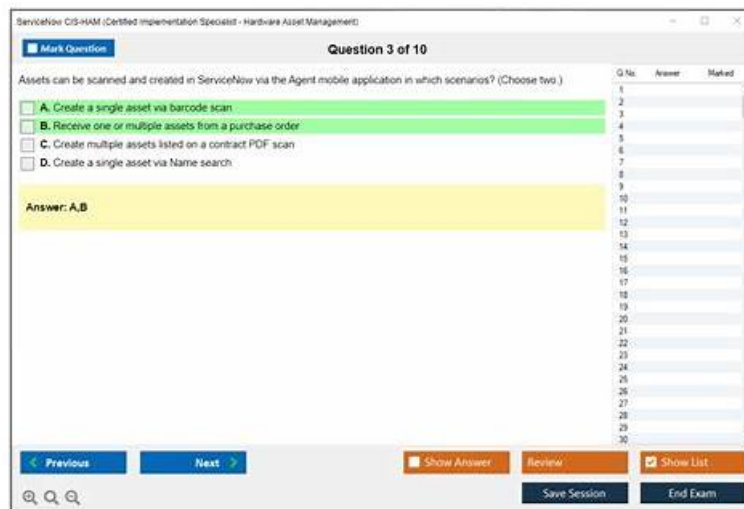 ServiceNow CIS-HAM (Certified Implementation Specialist - Hardware Asset Management)
Mark Question
Question 3 of 10
Assets can be scanned and created in ServiceNow via the Agent mobile application in which scenarios? (Choose two.)
A. Create a single asset via barcode scan
B. Receive one or multiple assets from a purchase order
C. Create multiple assets listed on a contract PDF scan
D. Create a single asset via Name search
Answer: A,B
Q.No. Answer Marked
1
2
3
4
5
6
7
8
9
10
11
12
13
14
15
16
17
18
19
20
21
22
23
24
25
26
27
28
29
30
Previous
Next
Show Answer
Review
Show List
Save Session
End Exam